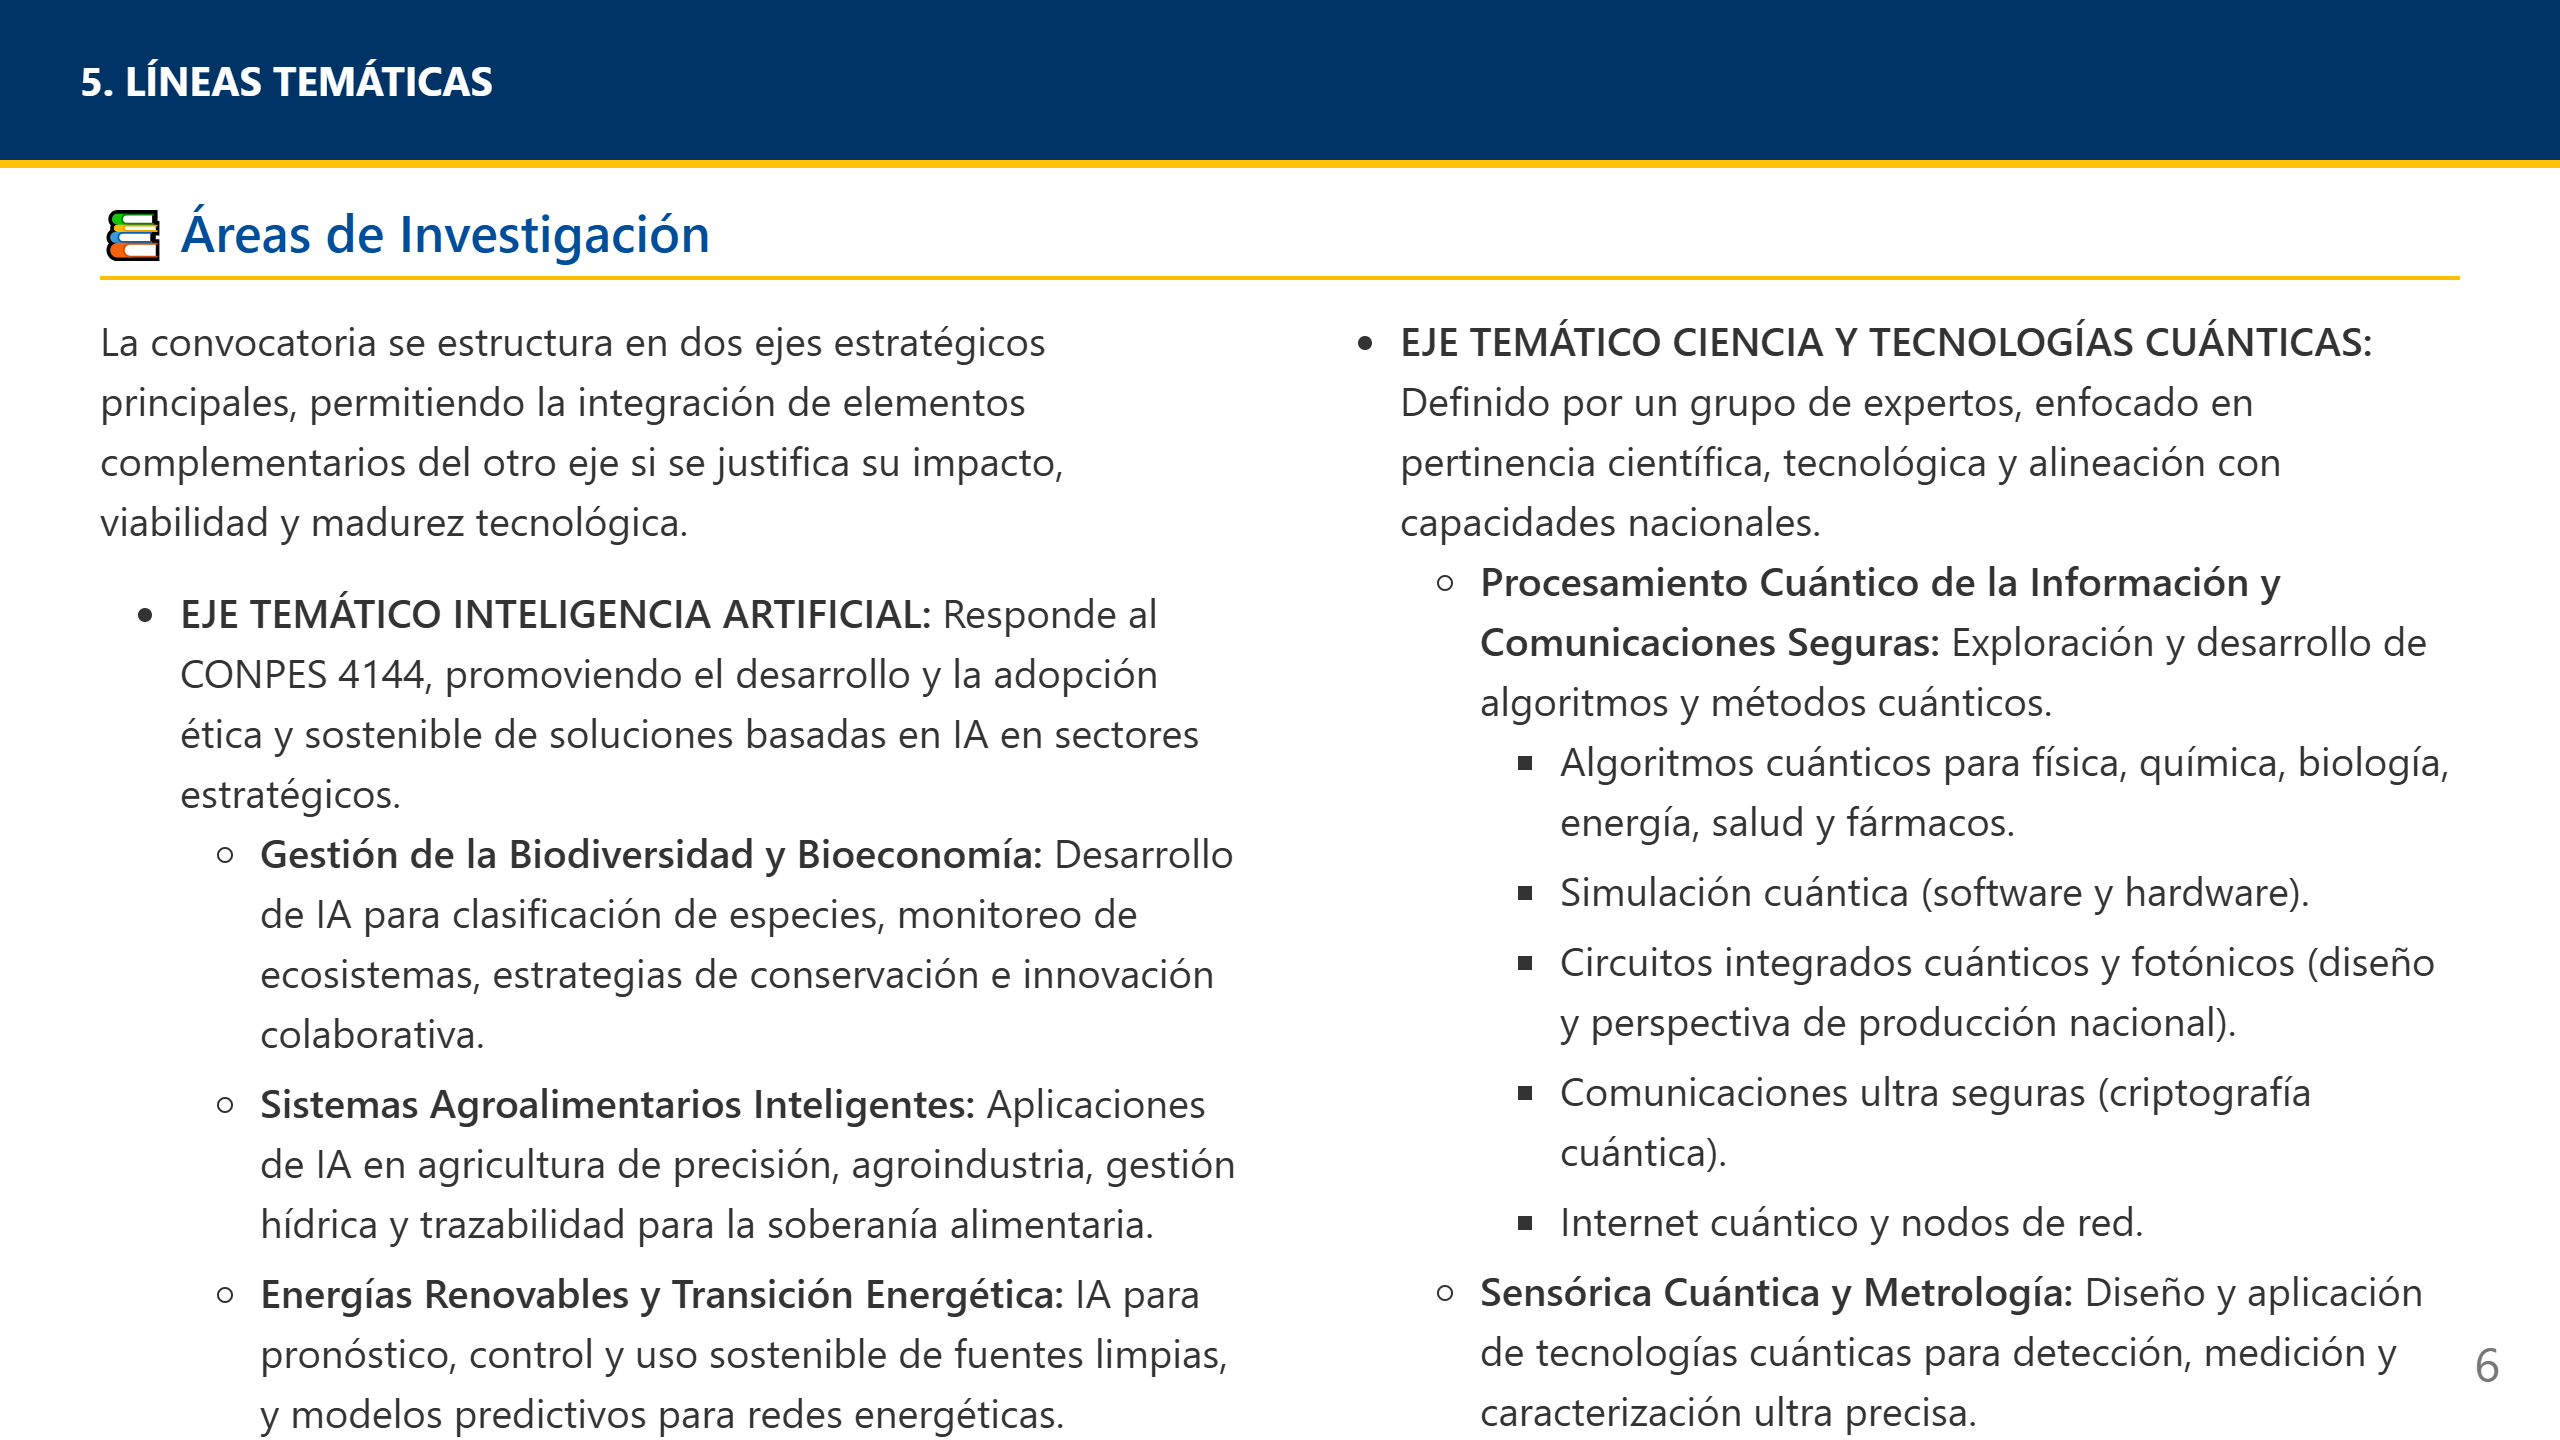 5. LÍNEAS TEMÁTICAS
Áreas de Investigación
La convocatoria se estructura en dos ejes estratégicos
principales, permitiendo la integración de elementos
complementarios del otro eje si se justifica su impacto,
viabilidad y madurez tecnológica.
• EJE TEMÁTICO INTELIGENCIA ARTIFICIAL: Responde al
CONPES 4144, promoviendo el desarrollo y la adopción
ética y sostenible de soluciones basadas en IA en sectores
estratégicos.
○ Gestión de la Biodiversidad y Bioeconomía: Desarrollo
de IA para clasificación de especies, monitoreo de
ecosistemas, estrategias de conservación e innovación
colaborativa.
○ Sistemas Agroalimentarios Inteligentes: Aplicaciones
de IA en agricultura de precisión, agroindustria, gestión
hídrica y trazabilidad para la soberanía alimentaria.
○ Energías Renovables y Transición Energética: IA para
pronóstico, control y uso sostenible de fuentes limpias,
y modelos predictivos para redes energéticas.
• EJE TEMÁTICO CIENCIA Y TECNOLOGÍAS CUÁNTICAS:
Definido por un grupo de expertos, enfocado en
pertinencia científica, tecnológica y alineación con
capacidades nacionales.
○ Procesamiento Cuántico de la Información y
Comunicaciones Seguras: Exploración y desarrollo de
algoritmos y métodos cuánticos.
▪ Algoritmos cuánticos para física, química, biología,
energía, salud y fármacos.
▪ Simulación cuántica (software y hardware).
▪ Circuitos integrados cuánticos y fotónicos (diseño
y perspectiva de producción nacional).
▪ Comunicaciones ultra seguras (criptografía
cuántica).
▪ Internet cuántico y nodos de red.
○ Sensórica Cuántica y Metrología: Diseño y aplicación
de tecnologías cuánticas para detección, medición y
caracterización ultra precisa.
6